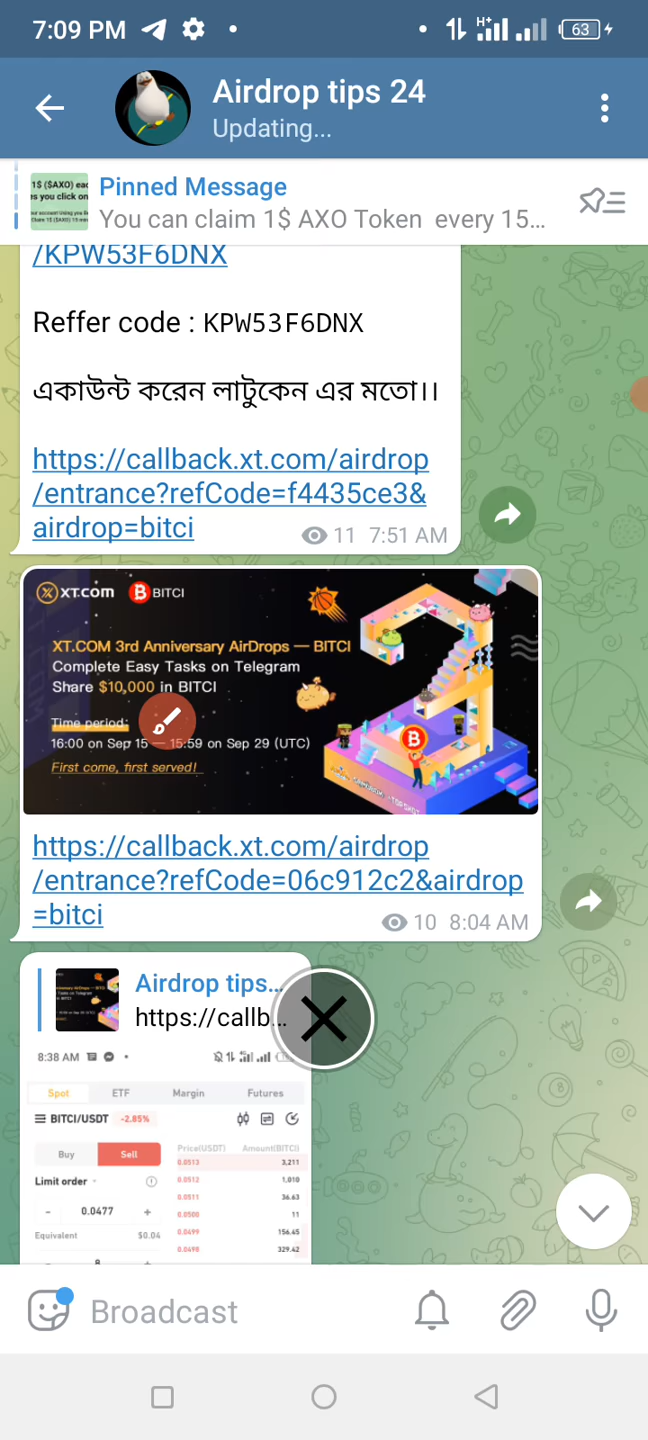 7:09 PM
H+
63
Airdrop tips 24
Updating...
1$ ($AXO) eac
es you click on
Pinned Message
You can claim 1$ AXO Token every 15...
/KPW53F6DNX
Reffer code : KPW53F6DNX
একাউন্ট করেন লাটুকেন এর মতো।।
https://callback.xt.com/airdrop
/entrance?refCode=f4435ce3&
airdrop=bitci
11 7:51 AM
XT.COM BITCI
XT.COM 3rd Anniversary AirDrops — BITCI
Complete Easy Tasks on Telegram
Share $10,000 in BITCI
Time period:
16:00 on Sep 15 — 15:59 on Sep 29 (UTC)
First come, first served!
https://callback.xt.com/airdrop
/entrance?refCode=06c912c2&airdrop
=bitci
10 8:04 AM
Airdrop tips...
https://callb...
8:38 AM
Spot ETF Margin Futures
BITCI/USDT -2.85%
Buy Sell
Price(USDT) Amount(BITCI)
0.0513 3,211
Limit order
0.0512 1,010
- 0.0477 +
0.0511 36.63
0.0500 11
Equivalent $0.04
0.0499 156.45
0.0498 329.42
Broadcast